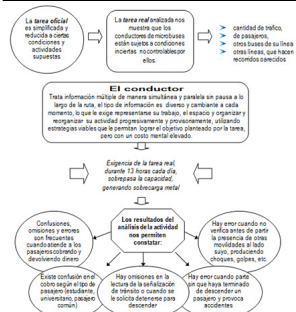 La tarea oficial
es simplificada y
reducida a ciertas
condiciones y
actividades
supuestas
La tarea real analizada nos
muestra que los
conductores de microbuses
están sujetos a condiciones
inciertas no controlables por
ellos.
cantidad de trafico,
de pasajeros,
otros buses de su línea
otras líneas, que hacen
recorridos parecidos
El conductor
Trata información múltiple de manera simultánea y paralela sin pausa a lo
largo de la ruta, el tipo de información es diverso y cambiante a cada
momento, lo que le exige representarse su trabajo, el espacio y organizar y
reorganizar su actividad progresivamente y provisoriamente, utilizando
estrategias viables que le permitan lograr el objetivo planteado por la tarea,
pero con un costo mental elevado.
Exigencia de la tarea real,
durante 13 horas cada día,
sobrepasa la capacidad,
generando sobrecarga metal
Confusiones,
omisiones y errores
son frecuentas
cuando atiende a los
pasajeros cobrando y
devolviendo dinero
Los resultados del
análisis de la actividad
nos permiten
constatar:
Hay error cuando no
verifica antes de partir
la presencia de otras
movilidades al lado
suyo, produciendo
choques, golpes, etc.
Existe confusión en el
cobro según el tipo de
pasajero (estudiante,
universitario, pasajero
común)
Hay omisiones en la
lectura de la señalización
de tránsito o cuando se
le solicita detenerse para
descender
Hay error cuando parte
sin que haya terminado
de descender un
pasajero y provoca
accidentes